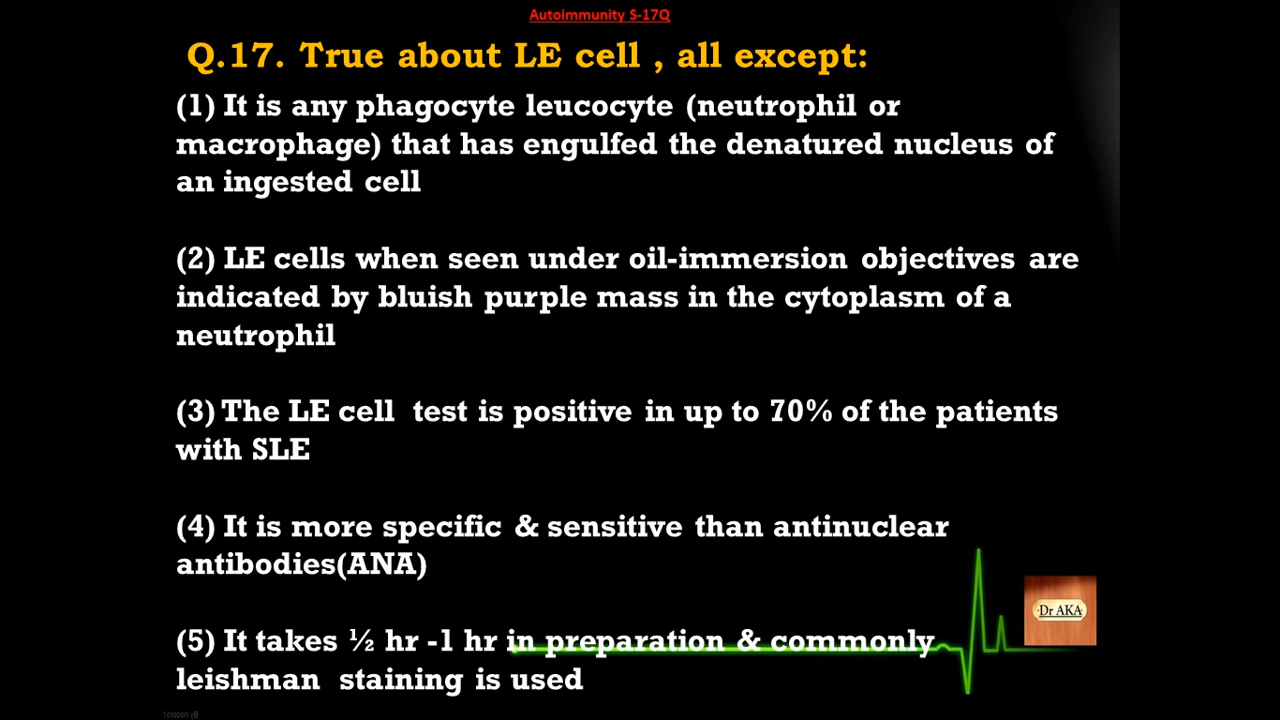 Autoimmunity S-17Q
Q.17. True about LE cell , all except:
(1) It is any phagocyte leucocyte (neutrophil or
macrophage) that has engulfed the denatured nucleus of
an ingested cell
(2) LE cells when seen under oil-immersion objectives are
indicated by bluish purple mass in the cytoplasm of a
neutrophil
(3) The LE cell test is positive in up to 70% of the patients
with SLE
(4) It is more specific & sensitive than antinuclear
antibodies(ANA)
Dr AKA
(5) It takes ½ hr -1 hr in preparation & commonly
leishman staining is used